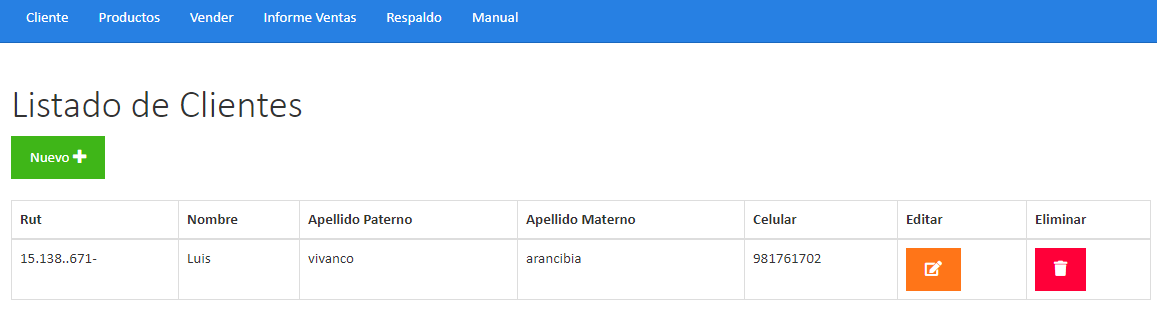 Cliente Productos Vender Informe Ventas Respaldo Manual
Listado de Clientes
Nuevo
Rut Nombre Apellido Paterno Apellido Materno Celular Editar Eliminar
15.138..671- Luis vivanco arancibia 981761702